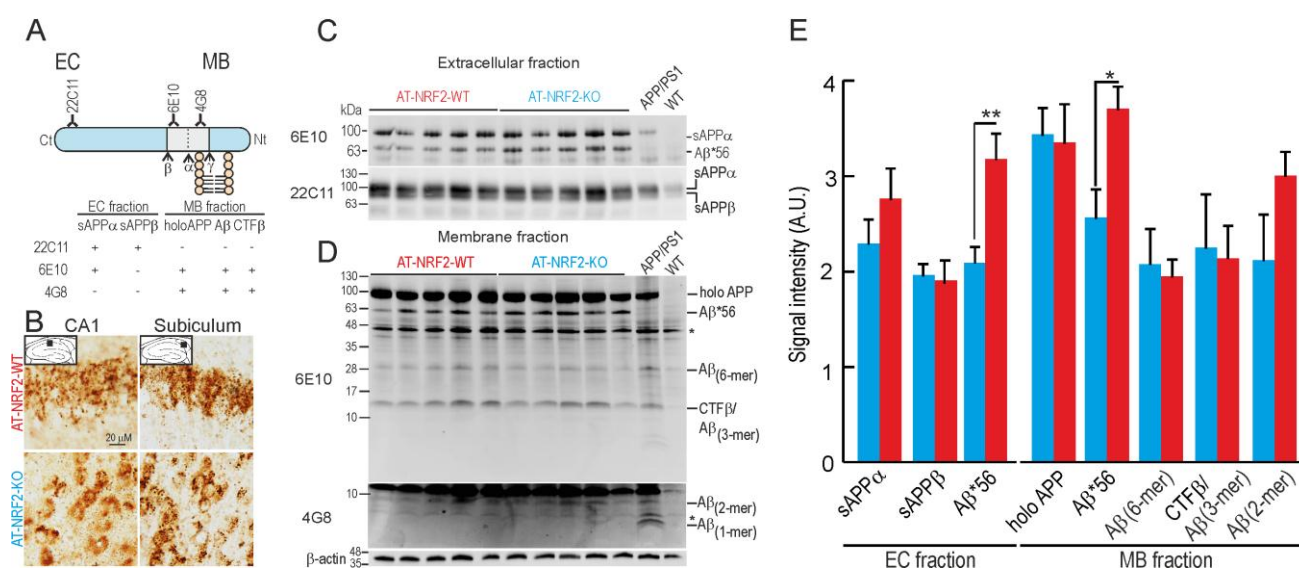 A
EC
MB
22C11
6E10
4G8
Ct
Nt
β
α
γ
EC fraction
MB fraction
sAPPα sAPPβ
holoAPP Aβ CTFβ
22C11 + + - - -
6E10 + - + + +
4G8 - - + + +
B
CA1
Subiculum
AT-NRF2-WT
20 µM
AT-NRF2-KO
C
Extracellular fraction
AT-NRF2-WT
AT-NRF2-KO
APP/PS1
WT
kDa
6E10
100
63
sAPPα
Aβ*56
22C11
130
100
63
sAPPα
sAPPβ
D
Membrane fraction
AT-NRF2-WT
AT-NRF2-KO
APP/PS1
WT
6E10
130
100
63
48
35
28
17
10
holo APP
Aβ*56
*
Aβ(6-mer)
CTFβ/
Aβ(3-mer)
4G8
10
Aβ(2-mer)
*
Aβ(1-mer)
β-actin
48
35
E
Signal intensity (A.U.)
4
3
2
1
0
**
*
sAPPα
sAPPβ
Aβ*56
holo APP
Aβ*56
Aβ(6-mer)
CTFβ/
Aβ(3-mer)
Aβ(2-mer)
EC fraction
MB fraction